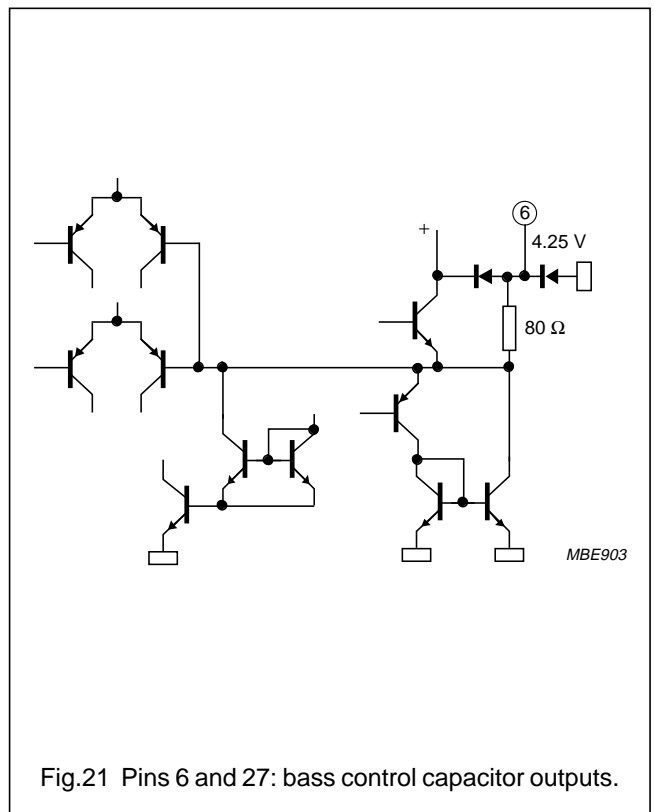 6
+
4.25 V
80 Ω
MBE903
Fig.21 Pins 6 and 27: bass control capacitor outputs.